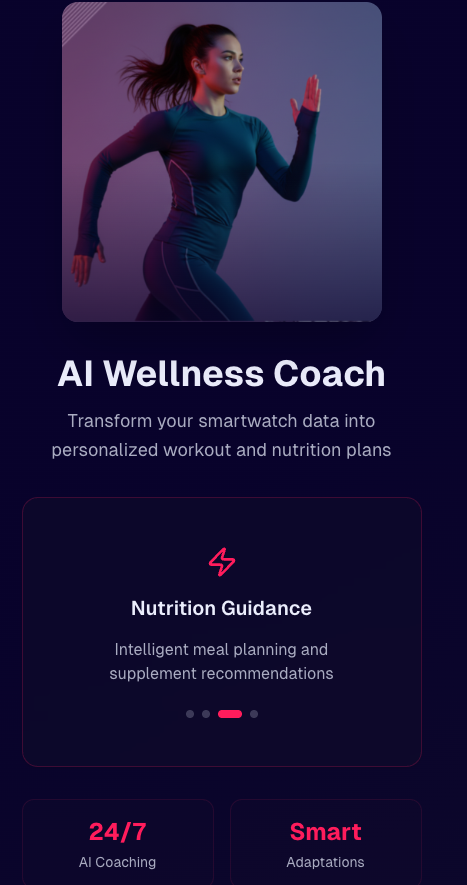 AI Wellness Coach
Transform your smartwatch data into
personalized workout and nutrition plans
Nutrition Guidance
Intelligent meal planning and
supplement recommendations
24/7
Smart
AI Coaching
Adaptations